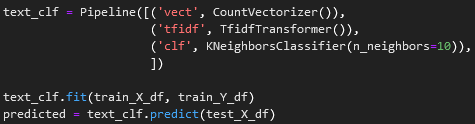 text_clf = Pipeline([('vect', CountVectorizer()),
('tfidf', TfidfTransformer()),
('clf', KNeighborsClassifier(n_neighbors=10)),
])
text_clf.fit(train_X_df, train_Y_df)
predicted = text_clf.predict(test_X_df)